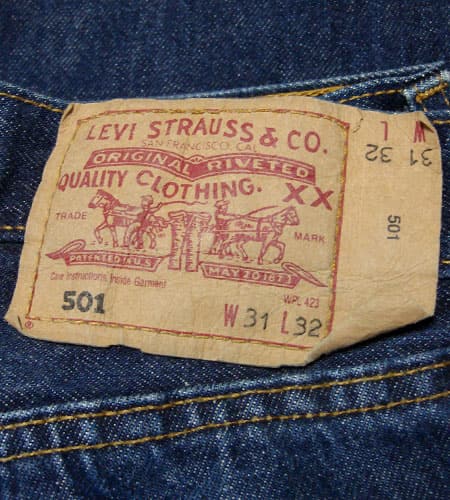 LEVI STRAUSS & CO.
SAN FRANCISCO, CAL
ORIGINAL RIVETED
QUALITY CLOTHING. XX
TRADE MARK
PATENTED IN U.S. MAY 20 1873
Care Instructions Inside Garment WPL 423
501 W 31 L 32
®
W L
31 32
501